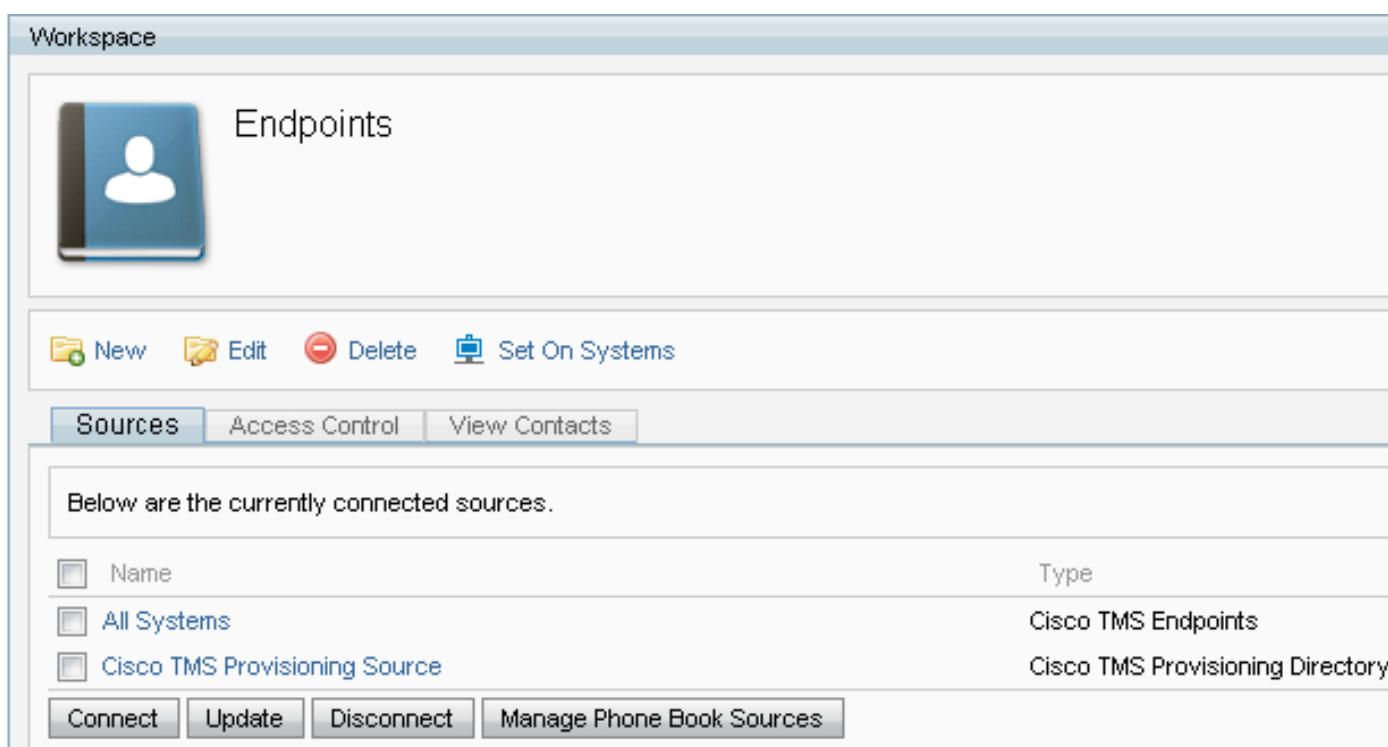 Workspace
Endpoints
New Edit Delete Set On Systems
Sources Access Control View Contacts
Below are the currently connected sources.
Name Type
All Systems Cisco TMS Endpoints
Cisco TMS Provisioning Source Cisco TMS Provisioning Directory
Connect Update Disconnect Manage Phone Book Sources